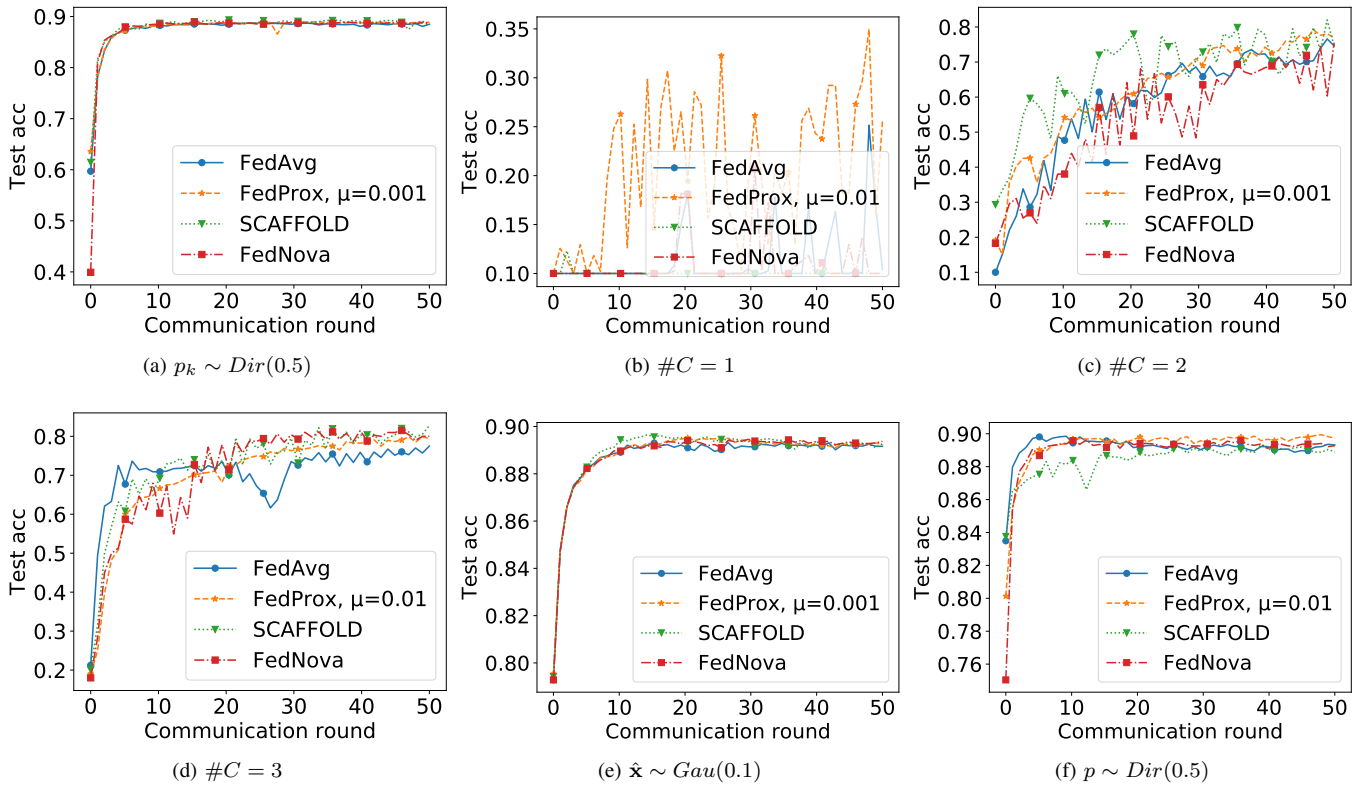 0.9
0.8
0.7
0.6
0.5
0.4
Test acc
FedAvg
FedProx, μ=0.001
SCAFFOLD
FedNova
0 10 20 30 40 50
Communication round
(a) p_k ∼ Dir(0.5)
0.35
0.30
0.25
0.20
0.15
0.10
Test acc
FedAvg
FedProx, μ=0.01
SCAFFOLD
FedNova
0 10 20 30 40 50
Communication round
(b) #C = 1
0.8
0.7
0.6
0.5
0.4
0.3
0.2
0.1
Test acc
FedAvg
FedProx, μ=0.001
SCAFFOLD
FedNova
0 10 20 30 40 50
Communication round
(c) #C = 2
0.8
0.7
0.6
0.5
0.4
0.3
0.2
Test acc
FedAvg
FedProx, μ=0.01
SCAFFOLD
FedNova
0 10 20 30 40 50
Communication round
(d) #C = 3
0.90
0.88
0.86
0.84
0.82
0.80
Test acc
FedAvg
FedProx, μ=0.001
SCAFFOLD
FedNova
0 10 20 30 40 50
Communication round
(e) x̂ ∼ Gau(0.1)
0.90
0.88
0.86
0.84
0.82
0.80
0.78
0.76
Test acc
FedAvg
FedProx, μ=0.01
SCAFFOLD
FedNova
0 10 20 30 40 50
Communication round
(f) p ∼ Dir(0.5)